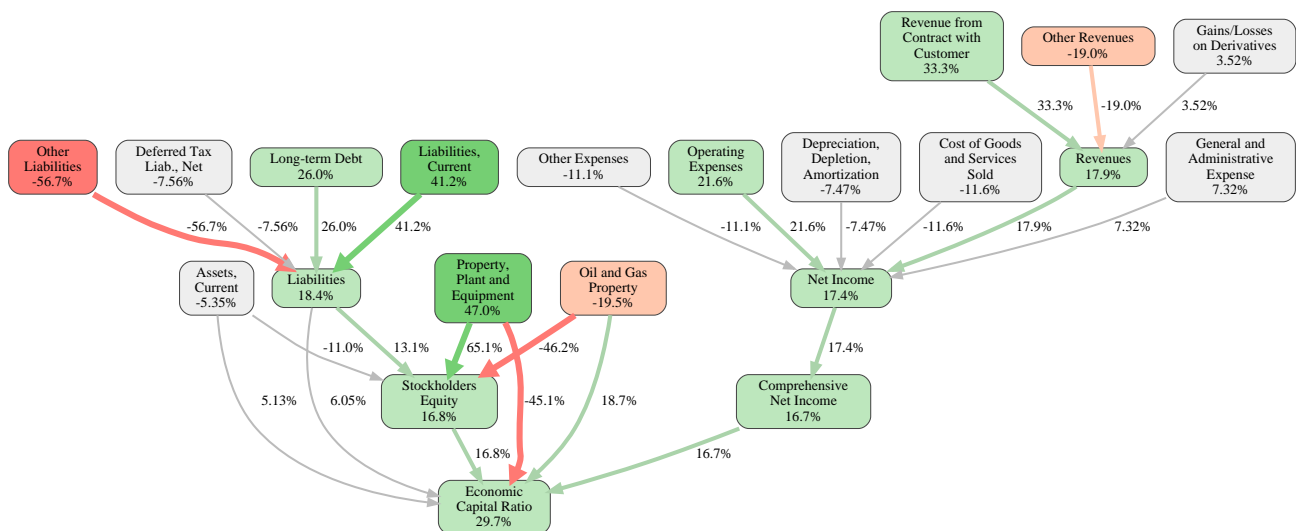 Revenue from
Contract with
Customer
33.3%
Other Revenues
-19.0%
Gains/Losses
on Derivatives
3.52%
33.3%
-19.0%
3.52%
Other
Liabilities
-56.7%
Deferred Tax
Liab., Net
-7.56%
Long-term Debt
26.0%
Liabilities,
Current
41.2%
Other Expenses
-11.1%
Operating
Expenses
21.6%
Depreciation,
Depletion,
Amortization
-7.47%
Cost of Goods
and Services
Sold
-11.6%
Revenues
17.9%
General and
Administrative
Expense
7.32%
-56.7%
-7.56%
26.0%
41.2%
-11.1%
21.6%
-7.47%
-11.6%
17.9%
7.32%
Assets,
Current
-5.35%
Liabilities
18.4%
Property,
Plant and
Equipment
47.0%
Oil and Gas
Property
-19.5%
Net Income
17.4%
-11.0%
13.1%
65.1%
-46.2%
17.4%
Stockholders
Equity
16.8%
Comprehensive
Net Income
16.7%
5.13%
6.05%
-45.1%
18.7%
16.8%
16.7%
Economic
Capital Ratio
29.7%